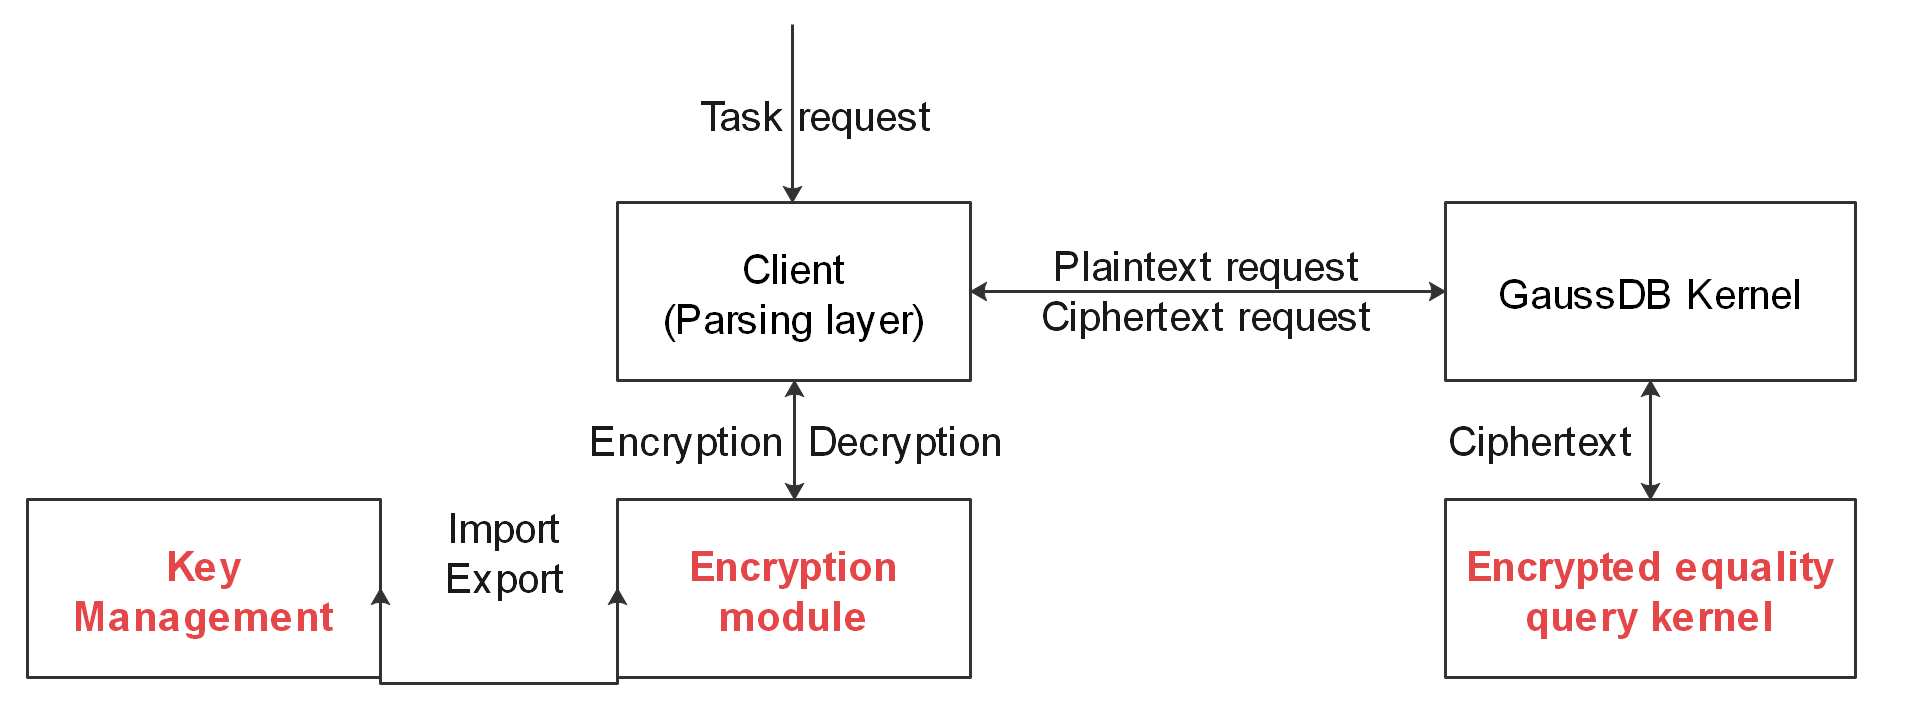 Task request
Client
(Parsing layer)
Plaintext request
Ciphertext request
GaussDB Kernel
Encryption
Decryption
Ciphertext
Key
Management
Import
Export
Encryption
module
Encrypted equality
query kernel